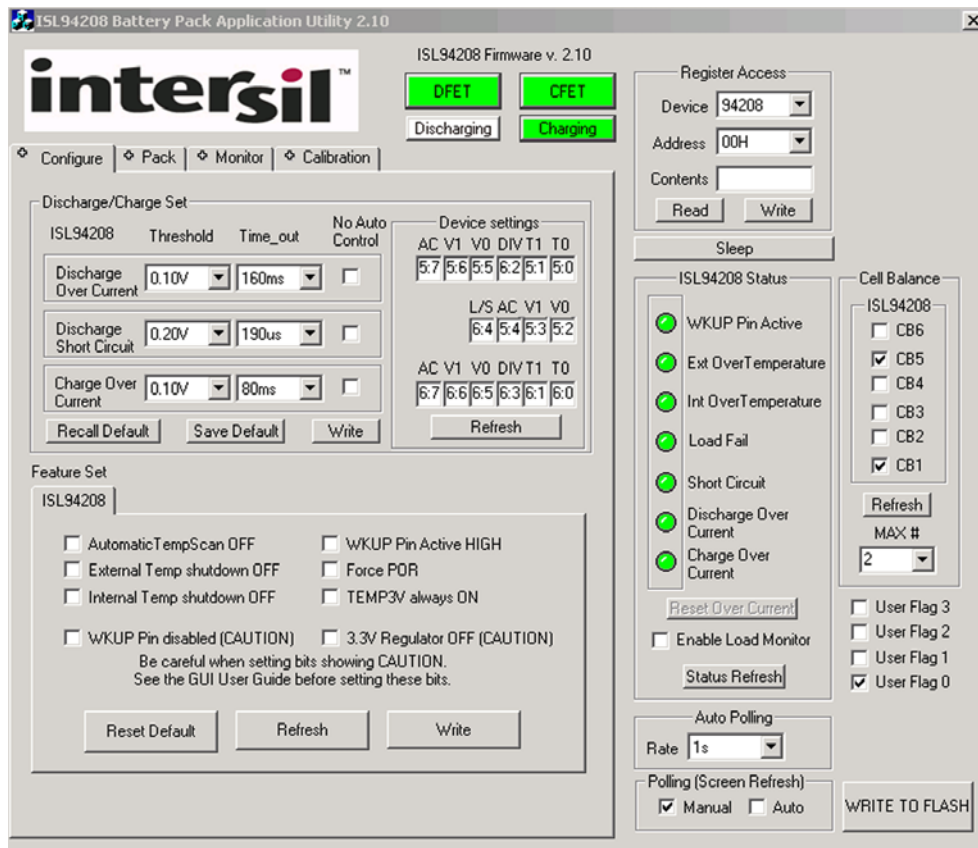 ISL94208 Battery Pack Application Utility 2.10
intersil™
ISL94208 Firmware v. 2.10
DFET CFET
Discharging Charging
Configure Pack Monitor Calibration
Discharge/Charge Set
ISL94208 Threshold Time_out No Auto Control
Discharge Over Current 0.10V 160ms
Discharge Short Circuit 0.20V 190us
Charge Over Current 0.10V 80ms
Recall Default Save Default Write
Device settings
AC V1 V0 DIV T1 T0
5:7 5:6 5:5 6:2 5:1 5:0
L/S AC V1 V0
6:4 5:4 5:3 5:2
AC V1 V0 DIV T1 T0
6:7 6:6 6:5 6:3 6:1 6:0
Refresh
Feature Set
ISL94208
AutomaticTempScan OFF WKUP Pin Active HIGH
External Temp shutdown OFF Force POR
Internal Temp shutdown OFF TEMP3V always ON
WKUP Pin disabled (CAUTION) 3.3V Regulator OFF (CAUTION)
Be careful when setting bits showing CAUTION.
See the GUI User Guide before setting these bits.
Reset Default Refresh Write
Register Access
Device 94208
Address 00H
Contents
Read Write
Sleep
ISL94208 Status
WKUP Pin Active
Ext OverTemperature
Int OverTemperature
Load Fail
Short Circuit
Discharge Over
Current
Charge Over
Current
Reset Over Current
Enable Load Monitor
Status Refresh
Cell Balance
ISL94208
CB6
CB5
CB4
CB3
CB2
CB1
Refresh
MAX #
2
User Flag 3
User Flag 2
User Flag 1
User Flag 0
Auto Polling
Rate 1s
Polling (Screen Refresh)
Manual Auto
WRITE TO FLASH